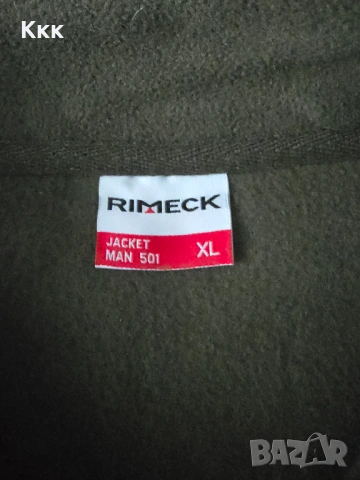 Kkk
RIMECK
JACKET
MAN 501
XL
BAZAR